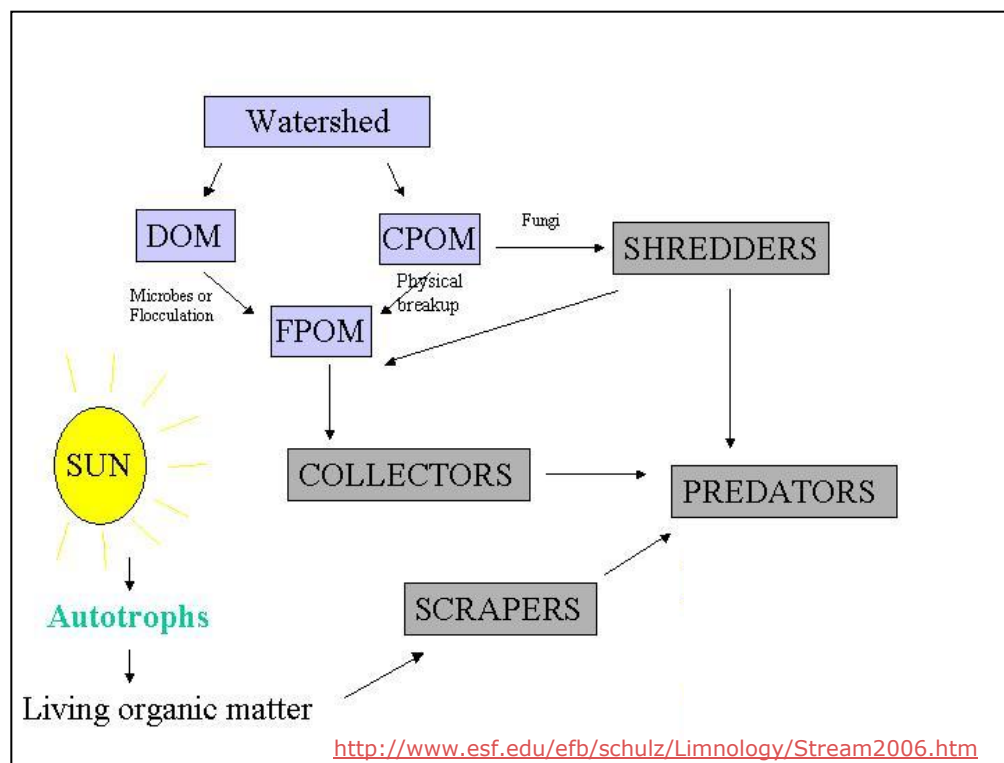 Watershed
DOM
CPOM
Fungi
SHREDDERS
Microbes or
Flocculation
Physical
breakup
FPOM
SUN
COLLECTORS
PREDATORS
Autotrophs
SCRAPERS
Living organic matter
http://www.esf.edu/efb/schulz/Limnology/Stream2006.htm